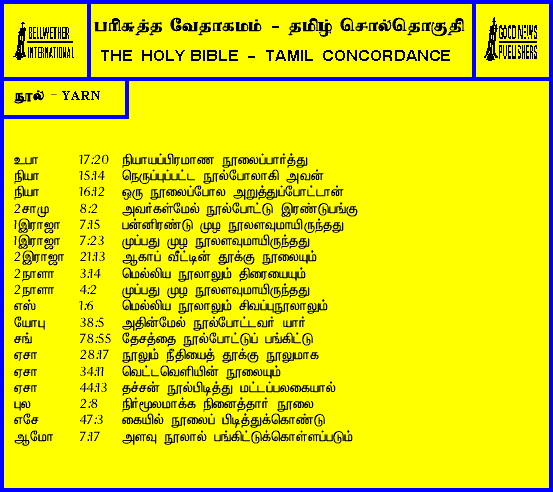 BELLWETHER
INTERNATIONAL
பரிசுத்த வேதாகமம் - தமிழ் சொல்தொகுதி
THE HOLY BIBLE - TAMIL CONCORDANCE
GOOD NEWS
PUBLISHERS
நூல் - YARN
உபா 17:20 நியாயப்பிரமாண நூலைப்பார்த்து
நியா 15:14 நெருப்புப்பட்ட நூல்போலாகி அவன்
நியா 16:12 ஒரு நூலைப்போல அறுத்துப்போட்டான்
2சாமு 8:2 அவர்கள்மேல் நூல்போட்டு இரண்டுபங்கு
1இராஜா 7:15 பன்னிரண்டு முழ நூலளவுமாயிருந்தது
1இராஜா 7:23 முப்பது முழ நூலளவுமாயிருந்தது
2இராஜா 21:13 ஆகாப் வீட்டின் தூக்கு நூலையும்
2நாளா 3:14 மெல்லிய நூலாலும் திரையையும்
2நாளா 4:2 முப்பது முழ நூலளவுமாயிருந்தது
எஸ் 1:6 மெல்லிய நூலாலும் சிவப்புநூலாலும்
யோபு 38:5 அதின்மேல் நூல்போட்டவர் யார்
சங் 78:55 தேசத்தை நூல்போட்டுப் பங்கிட்டு
ஏசா 28:17 நூலும் நீதியைத் தூக்கு நூலுமாக
ஏசா 34:11 வெட்டவெளியின் நூலையும்
ஏசா 44:13 தச்சன் நூல்பிடித்து மட்டப்பலகையால்
புல 2:8 நிர்மூலமாக்க நினைத்தார் நூலை
எசே 47:3 கையில் நூலைப் பிடித்துக்கொண்டு
ஆமோ 7:17 அளவு நூலால் பங்கிட்டுக்கொள்ளப்படும்